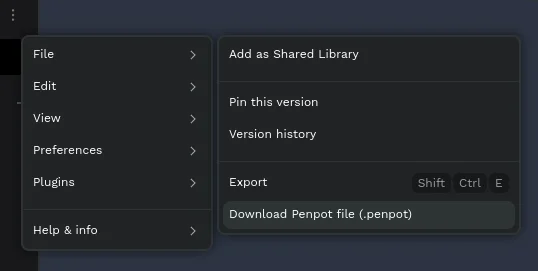 File
Edit
View
Preferences
Plugins
Help & info
Add as Shared Library
Pin this version
Version history
Export Shift Ctrl E
Download Penpot file (.penpot)